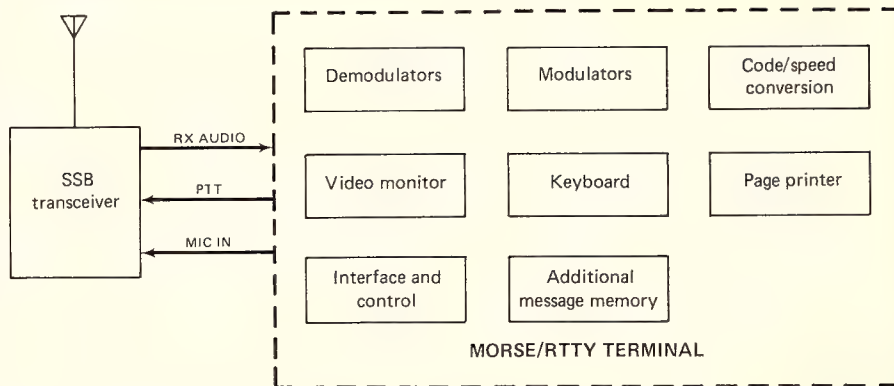 Demodulators
Modulators
Code/speed
conversion
RX AUDIO
SSB
transceiver
PTT
MIC IN
Video monitor
Keyboard
Page printer
Interface and
control
Additional
message memory
MORSE/RTTY TERMINAL